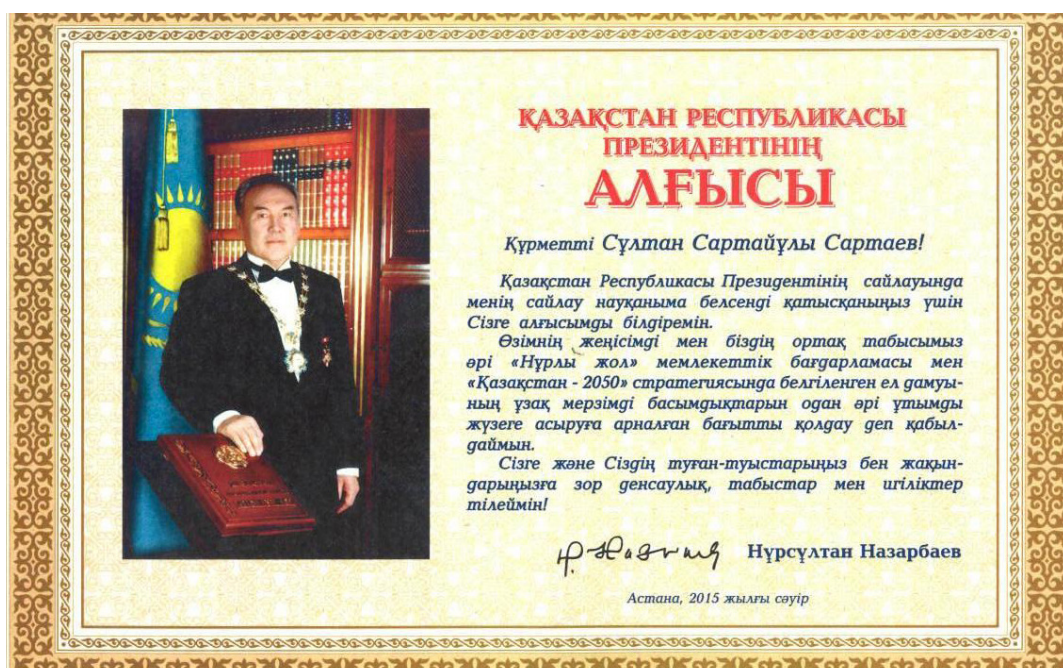 ҚАЗАҚСТАН РЕСПУБЛИКАСЫ
ПРЕЗИДЕНТІНІҢ
АЛҒЫСЫ
Құрметті Сұлтан Сартайұлы Сартаев!
Қазақстан Республикасы Президентінің сайлауында
менің сайлау науқаныма белсенді қатысқаныңыз үшін
Сізге алғысымды білдіремін.
Өзімнің жеңісімді мен біздің ортақ табысымыз
әрі «Нұрлы жол» мемлекеттік бағдарламасы мен
«Қазақстан - 2050» стратегиясында белгіленген ел дамуы-
ның ұзақ мерзімді басымдықтарын одан әрі ұтымды
жүзеге асыруға арналған бағытты қолдау деп қабыл-
даймын.
Сізге және Сіздің туған-туыстарыңыз бен жақын-
дарыңызға зор денсаулық, табыстар мен игіліктер
тілеймін!
Нұрсұлтан Назарбаев
Астана, 2015 жылғы сәуір